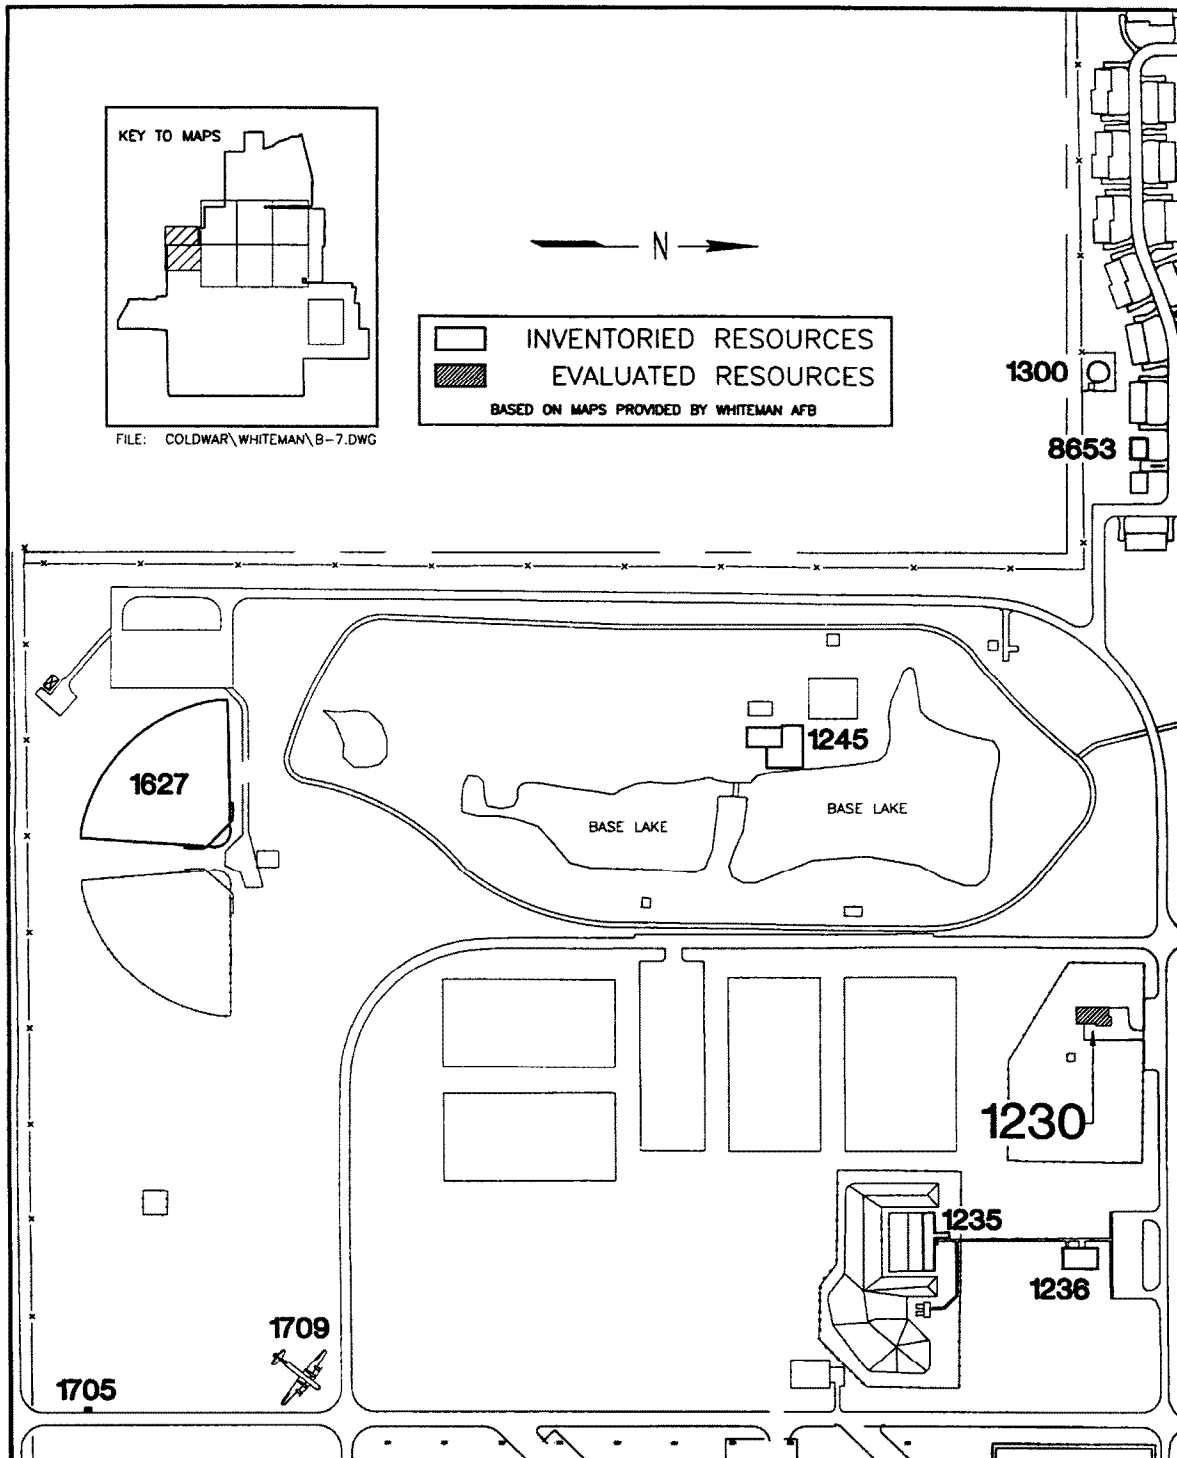 KEY TO MAPS
FILE: COLDWAR\WHITEMAN\B-7.DWG
N
INVENTORIED RESOURCES
EVALUATED RESOURCES
BASED ON MAPS PROVIDED BY WHITEMAN AFB
1300
8653
1245
1627
BASE LAKE
BASE LAKE
1230
1235
1236
1709
1705